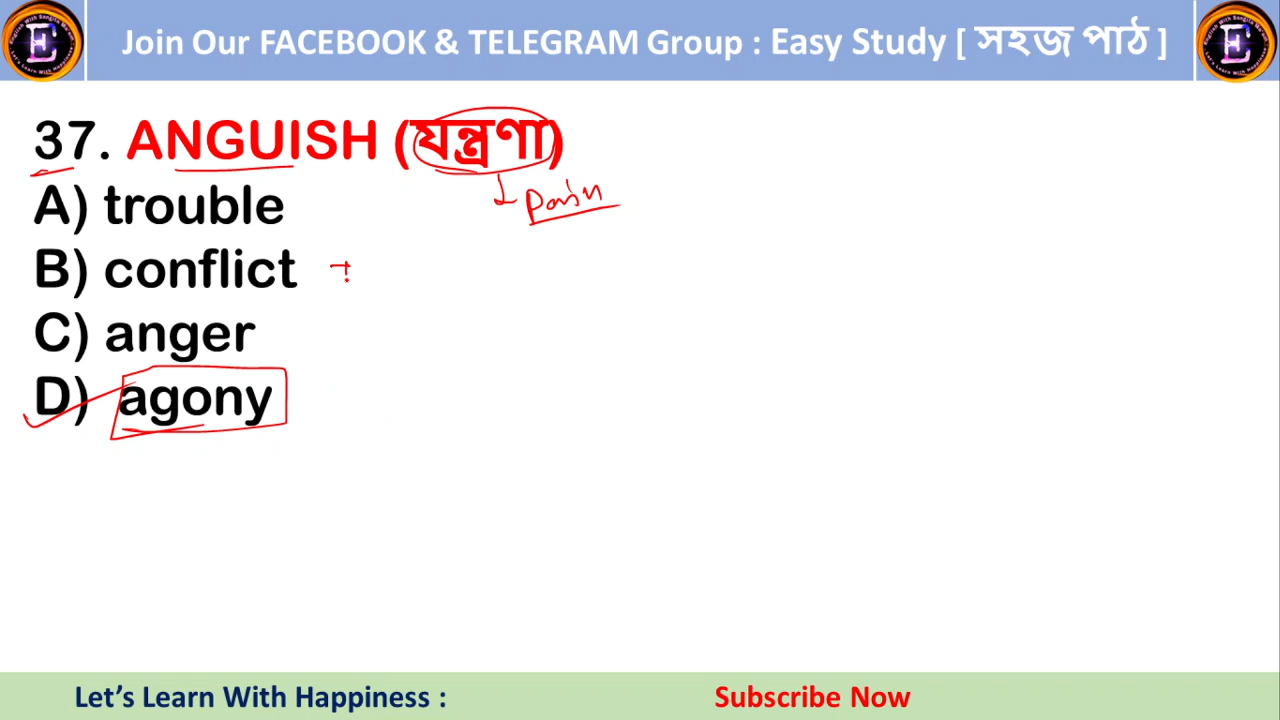 Join Our FACEBOOK & TELEGRAM Group : Easy Study [ সহজ পাঠ ]
37. ANGUISH (যন্ত্রণা)
Pain
A) trouble
B) conflict
C) anger
D) agony
Let's Learn With Happiness :
Subscribe Now